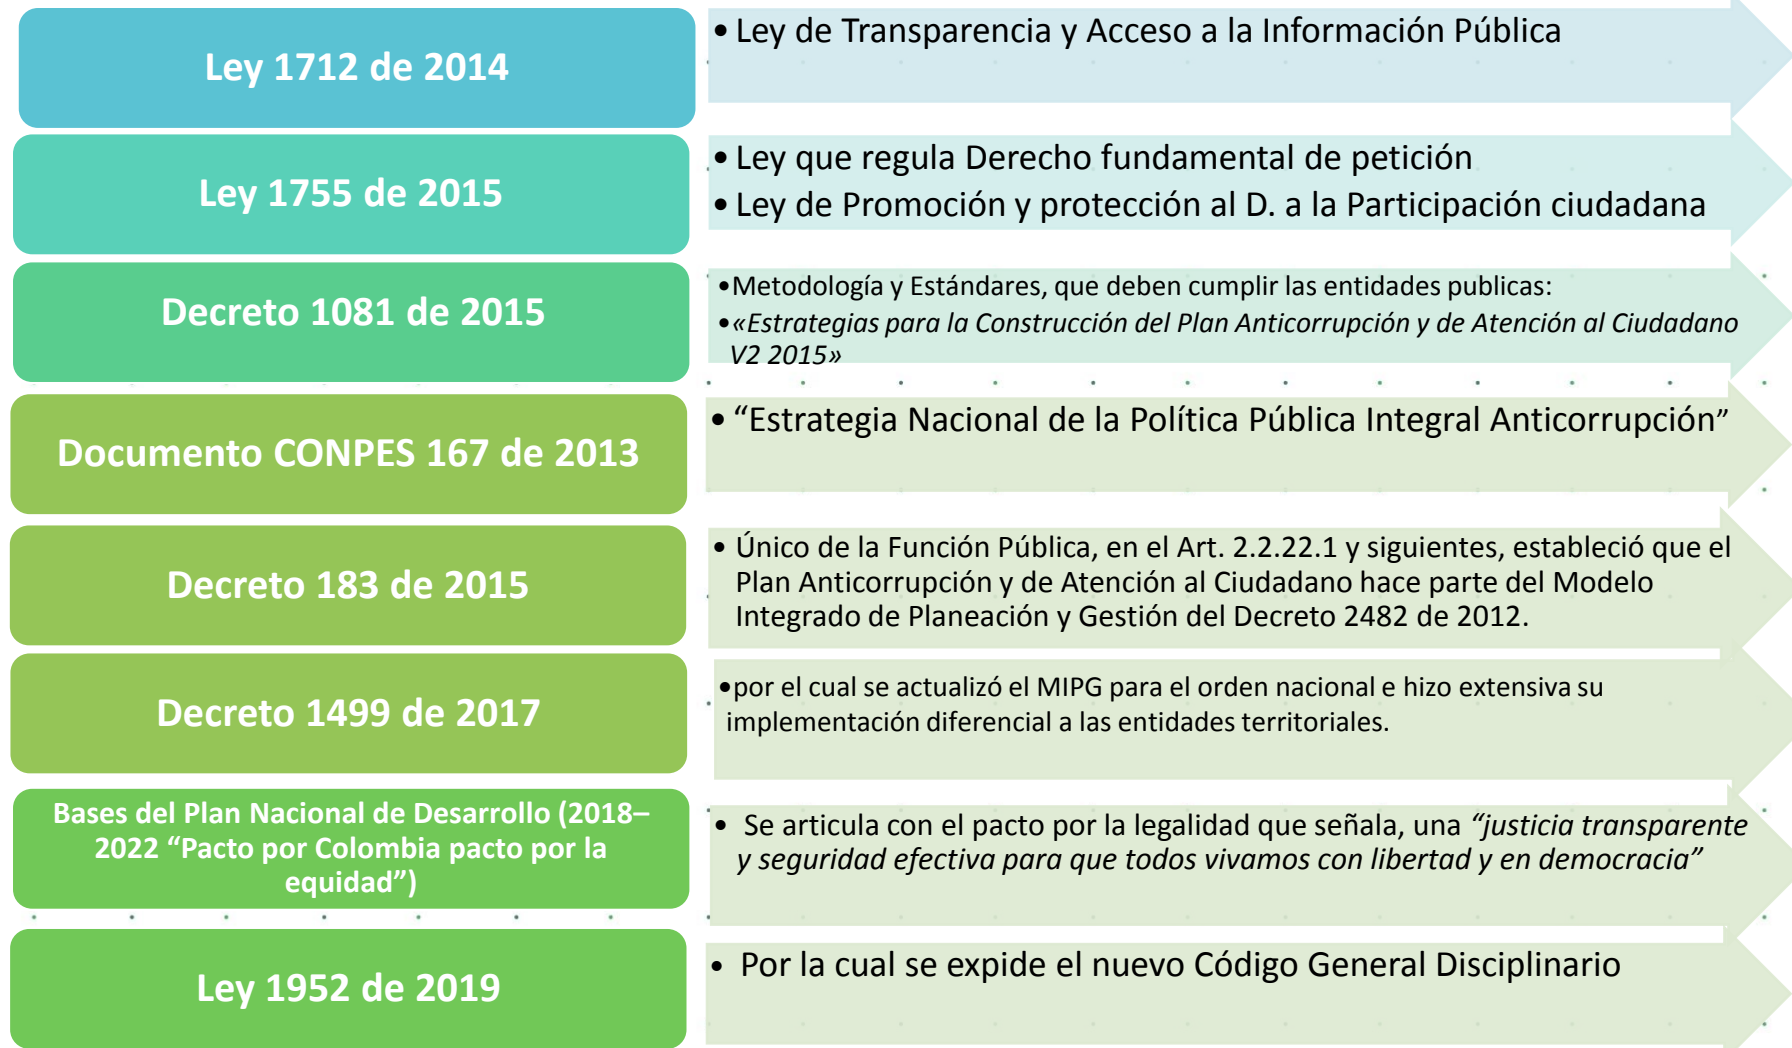 Ley 1712 de 2014
• Ley de Transparencia y Acceso a la Información Pública
Ley 1755 de 2015
• Ley que regula Derecho fundamental de petición
• Ley de Promoción y protección al D. a la Participación ciudadana
Decreto 1081 de 2015
•Metodología y Estándares, que deben cumplir las entidades publicas:
•«Estrategias para la Construcción del Plan Anticorrupción y de Atención al Ciudadano
V2 2015»
Documento CONPES 167 de 2013
• “Estrategia Nacional de la Política Pública Integral Anticorrupción”
Decreto 183 de 2015
• Único de la Función Pública, en el Art. 2.2.22.1 y siguientes, estableció que el
Plan Anticorrupción y de Atención al Ciudadano hace parte del Modelo
Integrado de Planeación y Gestión del Decreto 2482 de 2012.
Decreto 1499 de 2017
•por el cual se actualizó el MIPG para el orden nacional e hizo extensiva su
implementación diferencial a las entidades territoriales.
Bases del Plan Nacional de Desarrollo (2018–
2022 “Pacto por Colombia pacto por la
equidad”)
• Se articula con el pacto por la legalidad que señala, una “justicia transparente
y seguridad efectiva para que todos vivamos con libertad y en democracia”
Ley 1952 de 2019
• Por la cual se expide el nuevo Código General Disciplinario